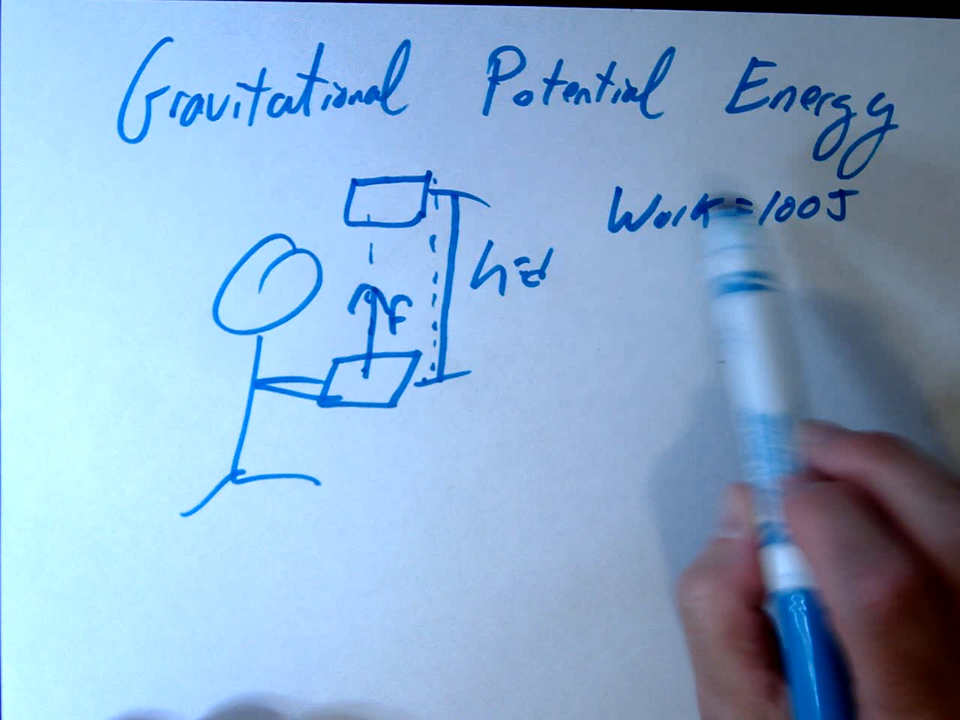 Gravitational Potential Energy
Work = 100J
h=d
F